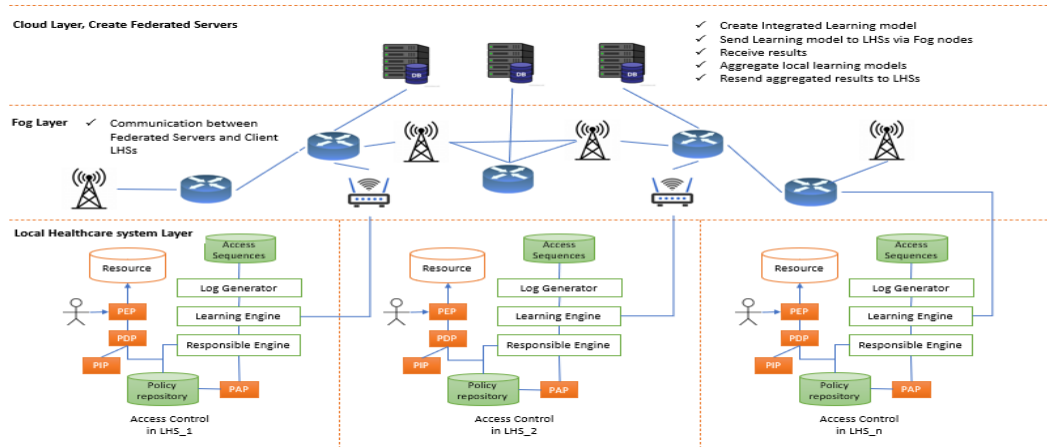 Cloud Layer, Create Federated Servers
✓ Create Integrated Learning model
✓ Send Learning model to LHSs via Fog nodes
✓ Receive results
✓ Aggregate local learning models
✓ Resend aggregated results to LHSs
DB
DB
DB
Fog Layer
✓ Communication between
Federated Servers and Client
LHSs
Local Healthcare system Layer
Resource
Access
Sequences
Log Generator
PEP
Learning Engine
PDP
Responsible Engine
PIP
Policy
repository
PAP
Access Control
in LHS_1
Resource
Access
Sequences
Log Generator
PEP
Learning Engine
PDP
Responsible Engine
PIP
Policy
repository
PAP
Access Control
in LHS_2
Resource
Access
Sequences
Log Generator
PEP
Learning Engine
PDP
Responsible Engine
PIP
Policy
repository
PAP
Access Control
in LHS_n